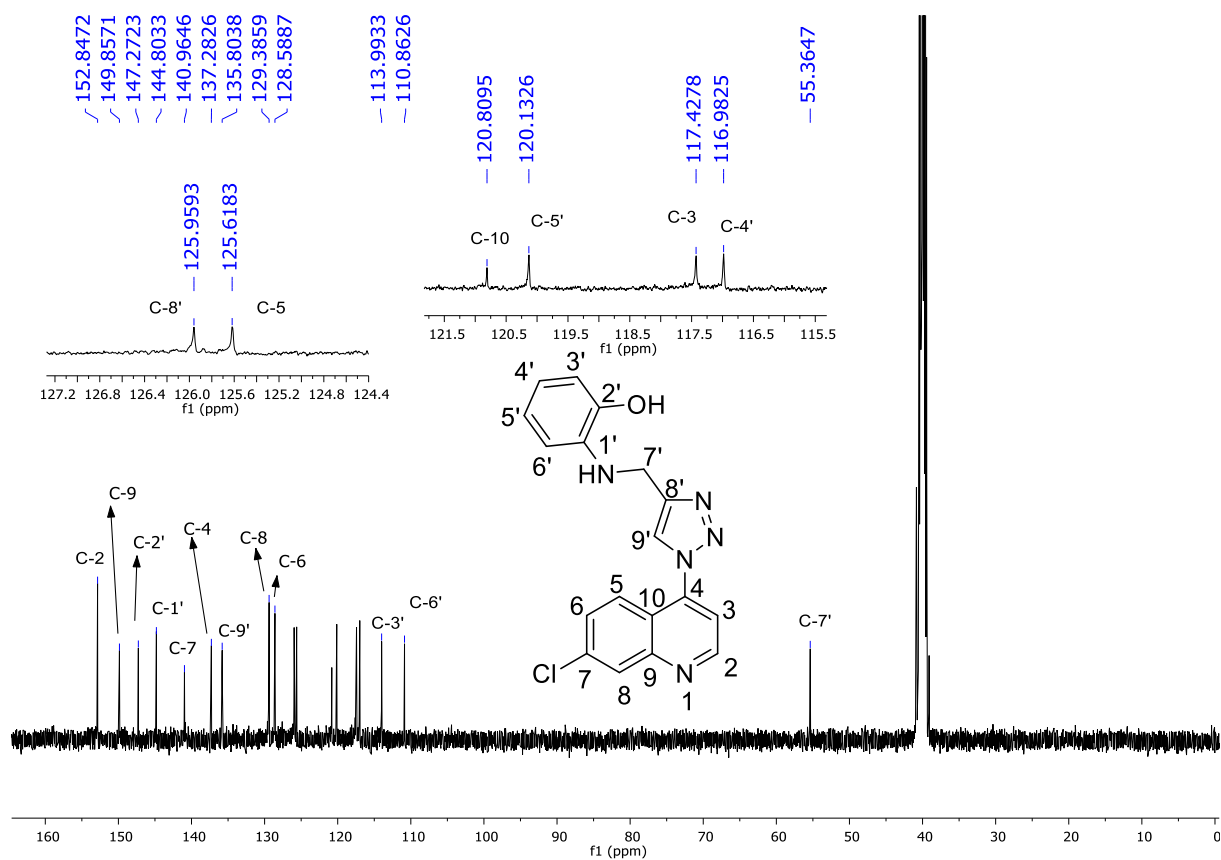 152.8472
149.8571
147.2723
144.8033
140.9646
137.2826
135.8038
129.3859
128.5887
113.9933
110.8626
55.3647
120.8095
120.1326
117.4278
116.9825
125.9593
125.6183
C-10
C-5'
C-3
C-4'
121.5 120.5 119.5 118.5 117.5 116.5 115.5
f1 (ppm)
C-8'
C-5
127.2 126.8 126.4 126.0 125.6 125.2 124.8 124.4
f1 (ppm)
3'
4'
2'
OH
5'
1'
6'
HN
7'
8'
N
9'
N
N
5
4
6
10
3
Cl
7
8
9
N
1
2
C-9
C-2'
C-4
C-8
C-6
C-2
C-1'
C-7
C-9'
C-3'
C-6'
C-7'
160 150 140 130 120 110 100 90 80 70 60 50 40 30 20 10 0
f1 (ppm)